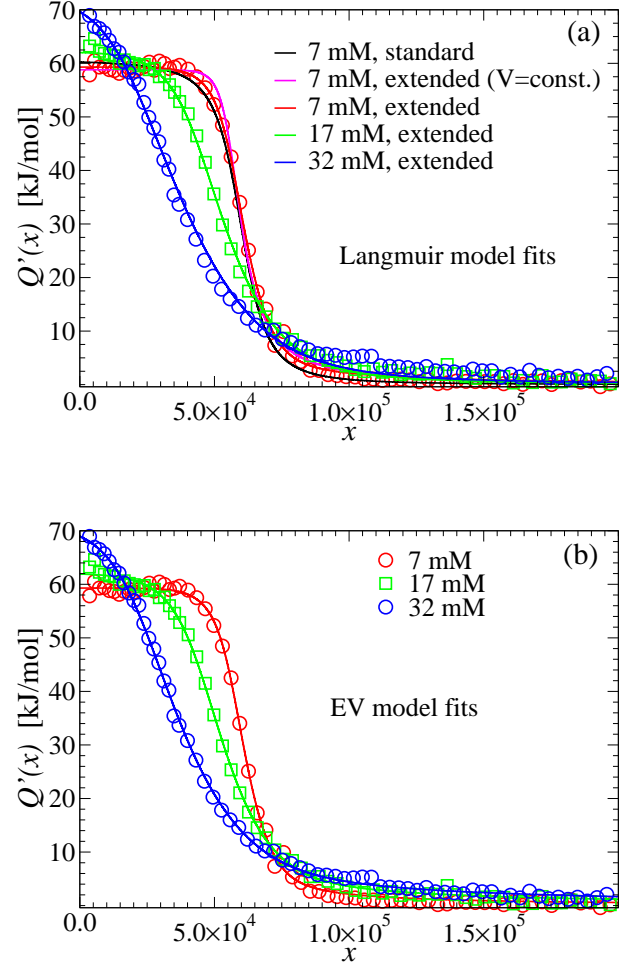 70
(a)
60
7 mM, standard
7 mM, extended (V=const.)
50
7 mM, extended
17 mM, extended
40
32 mM, extended
30
Q'(x) [kJ/mol]
Langmuir model fits
20
10
0.0
5.0×10^4
1.0×10^5
1.5×10^5
x
70
(b)
7 mM
60
17 mM
32 mM
50
40
30
Q'(x) [kJ/mol]
EV model fits
20
10
0.0
5.0×10^4
1.0×10^5
1.5×10^5
x